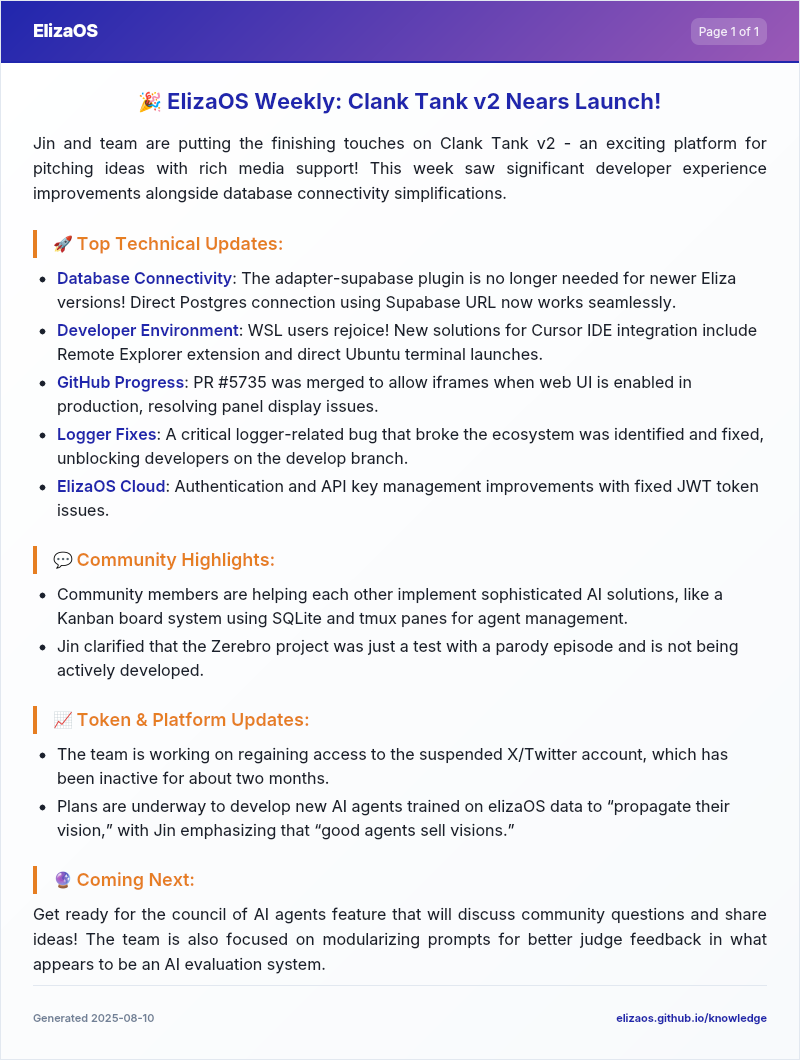 ElizaOS
Page 1 of 1
🎉 ElizaOS Weekly: Clank Tank v2 Nears Launch!
Jin and team are putting the finishing touches on Clank Tank v2 - an exciting platform for
pitching ideas with rich media support! This week saw significant developer experience
improvements alongside database connectivity simplifications.
🚀 Top Technical Updates:
• Database Connectivity: The adapter-supabase plugin is no longer needed for newer Eliza
versions! Direct Postgres connection using Supabase URL now works seamlessly.
• Developer Environment: WSL users rejoice! New solutions for Cursor IDE integration include
Remote Explorer extension and direct Ubuntu terminal launches.
• GitHub Progress: PR #5735 was merged to allow iframes when web UI is enabled in
production, resolving panel display issues.
• Logger Fixes: A critical logger-related bug that broke the ecosystem was identified and fixed,
unblocking developers on the develop branch.
• ElizaOS Cloud: Authentication and API key management improvements with fixed JWT token
issues.
💬 Community Highlights:
• Community members are helping each other implement sophisticated AI solutions, like a
Kanban board system using SQLite and tmux panes for agent management.
• Jin clarified that the Zerebro project was just a test with a parody episode and is not being
actively developed.
📈 Token & Platform Updates:
• The team is working on regaining access to the suspended X/Twitter account, which has
been inactive for about two months.
• Plans are underway to develop new AI agents trained on elizaOS data to “propagate their
vision,” with Jin emphasizing that “good agents sell visions.”
🔮 Coming Next:
Get ready for the council of AI agents feature that will discuss community questions and share
ideas! The team is also focused on modularizing prompts for better judge feedback in what
appears to be an AI evaluation system.
Generated 2025-08-10
elizaos.github.io/knowledge